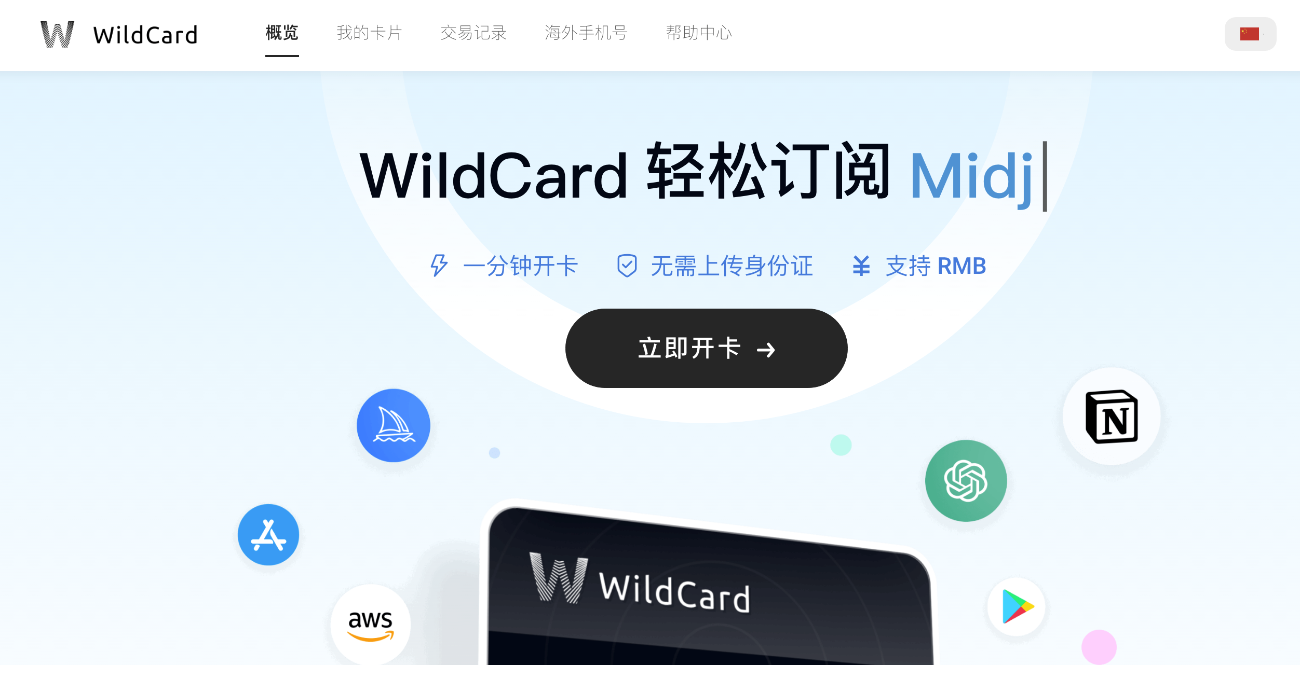 WildCard 概览 我的卡片 交易记录 海外手机号 帮助中心
WildCard 轻松订阅 Midj
一分钟开卡 无需上传身份证 ¥ 支持 RMB
立即开卡 →
N
aws
WildCard